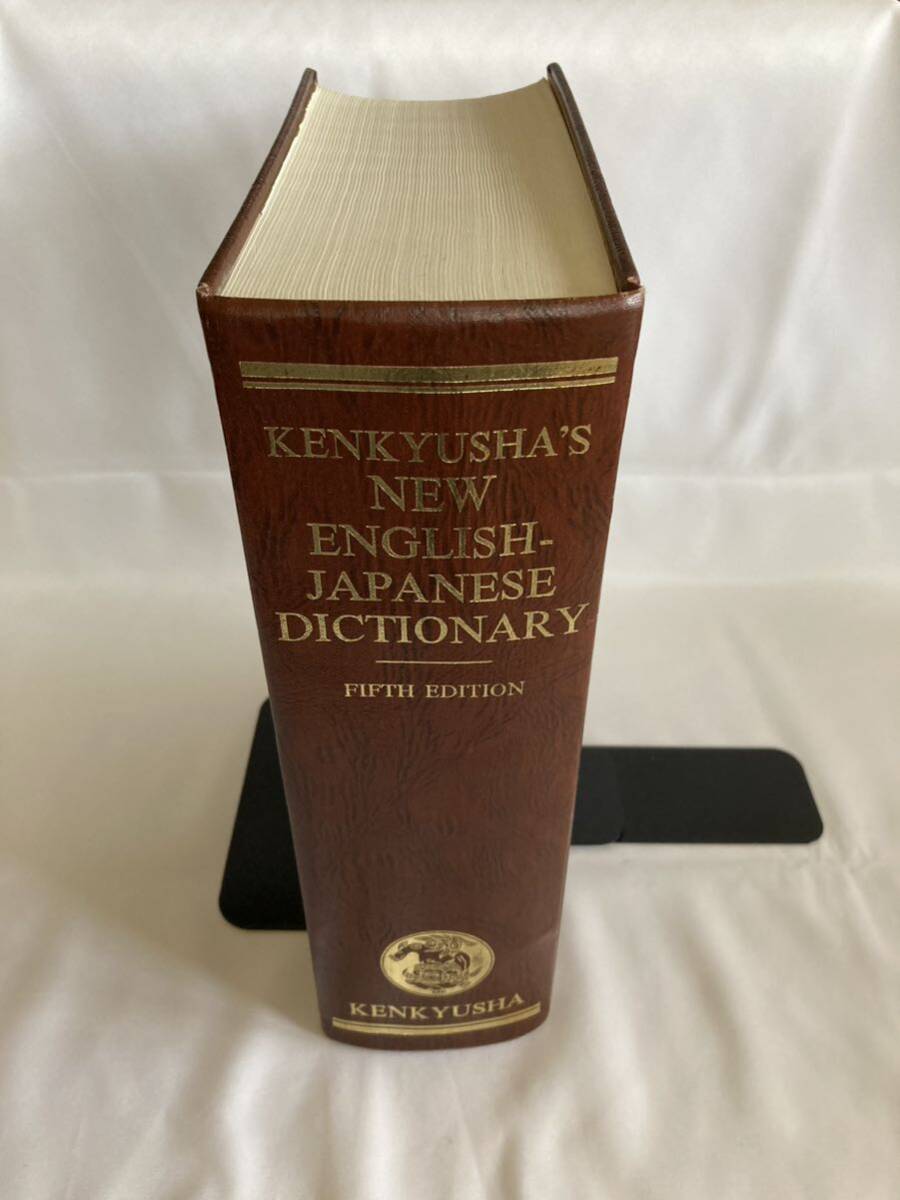 KENKYUSHA'S
NEW
ENGLISH-
JAPANESE
DICTIONARY
FIFTH EDITION
KENKYUSHA